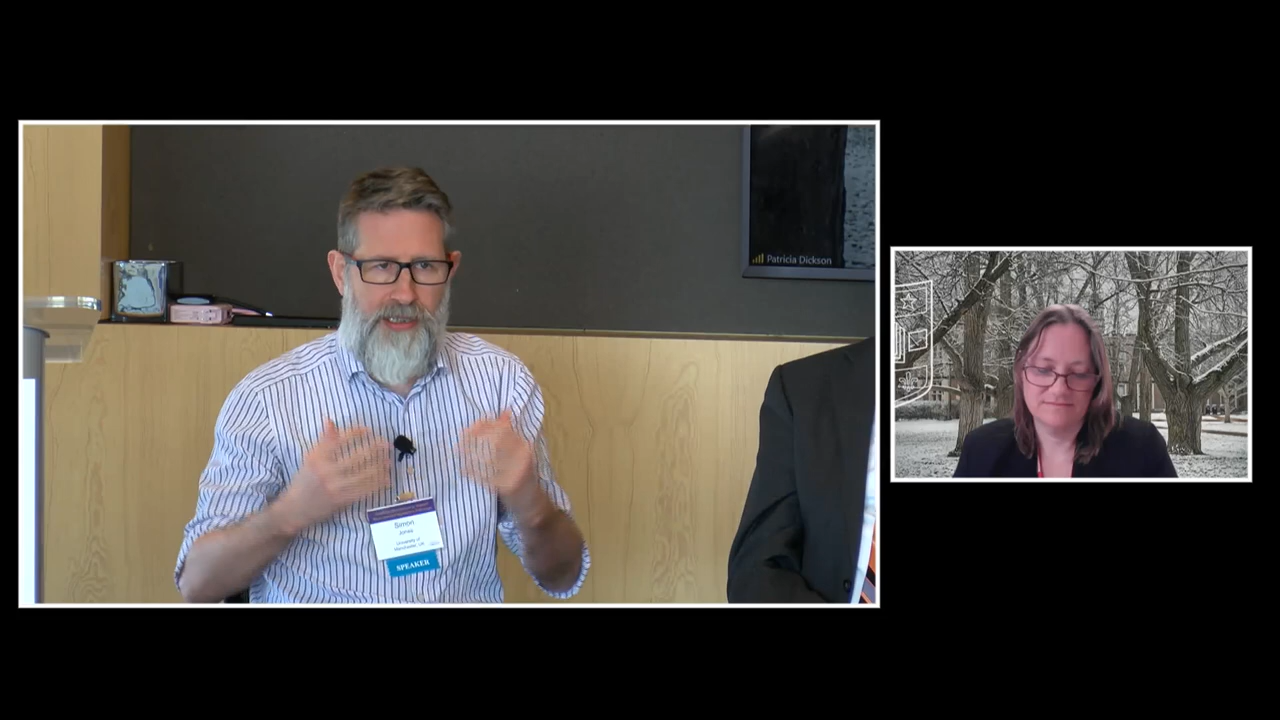 Patricia Dickson
Simon
Jones
University of
Manchester, UK
SPEAKER